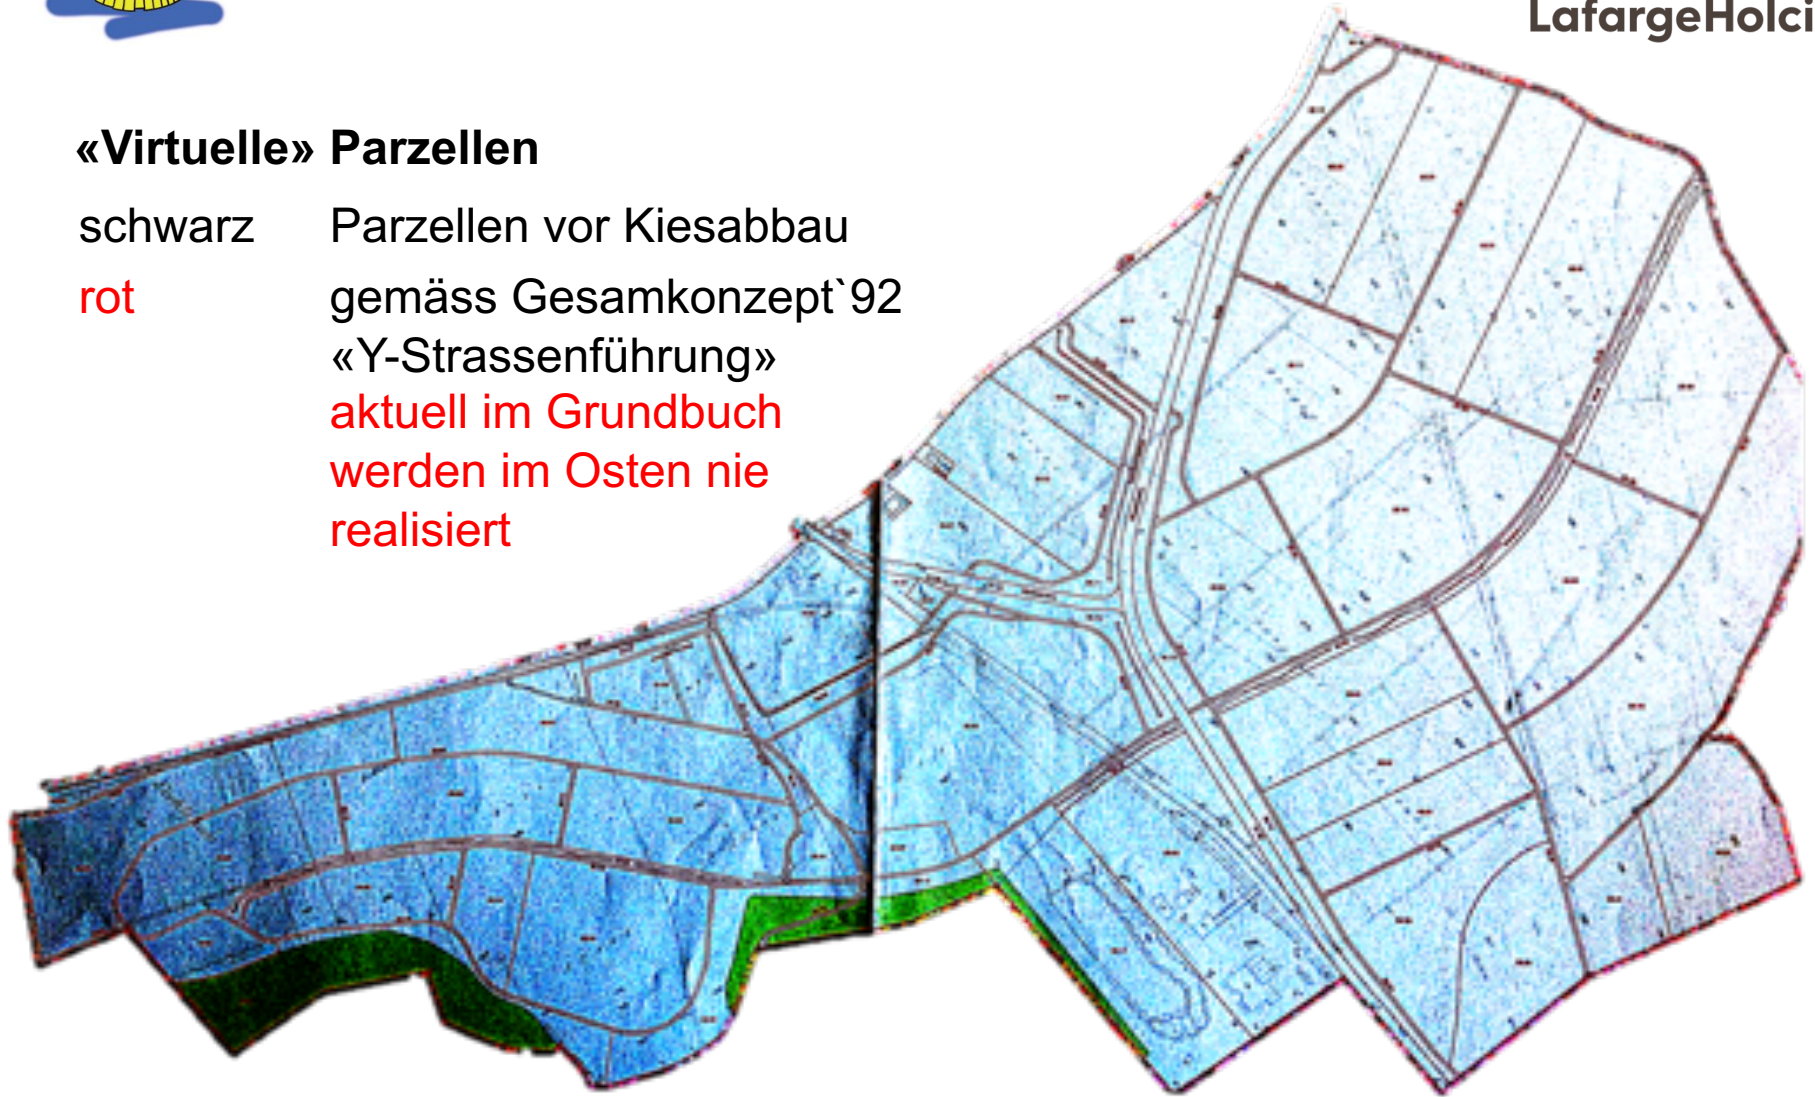 LafargeHolci
«Virtuelle» Parzellen
schwarz Parzellen vor Kiesabbau
rot gemäss Gesamkonzept`92
«Y-Strassenführung»
aktuell im Grundbuch
werden im Osten nie
realisiert